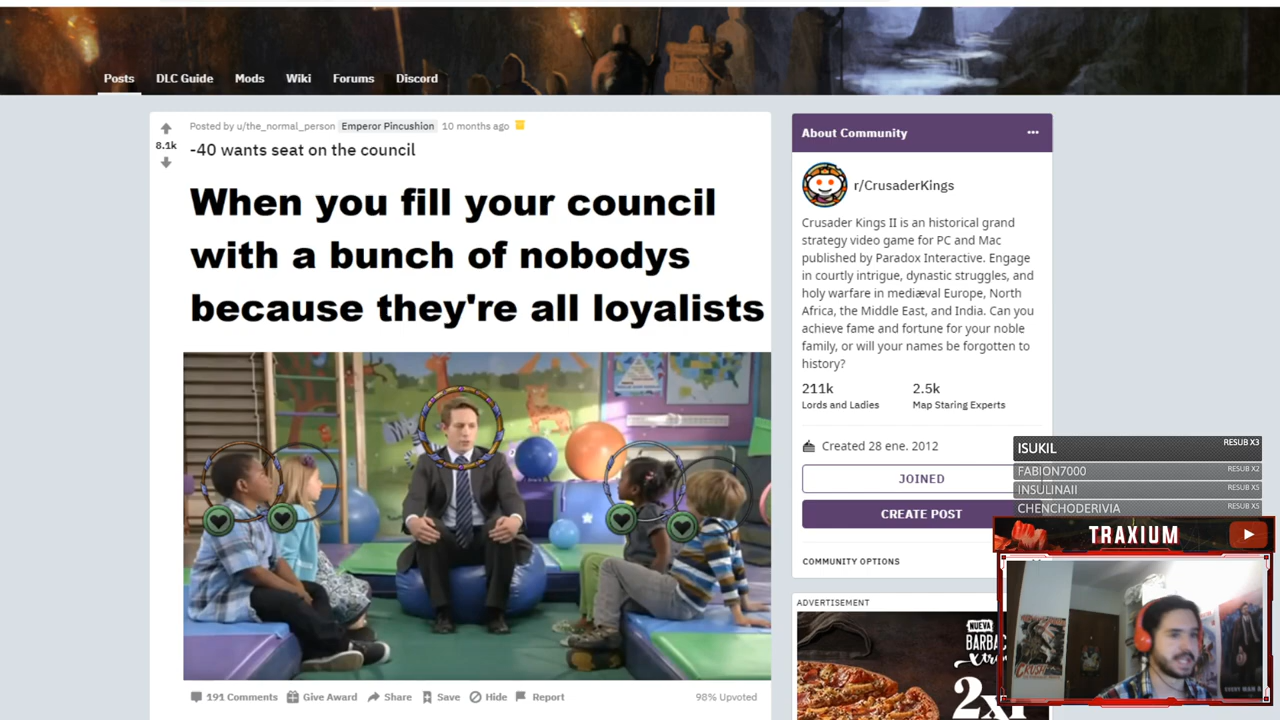 Posts DLC Guide Mods Wiki Forums Discord
8.1k
Posted by u/the_normal_person Emperor Pincushion 10 months ago
-40 wants seat on the council
When you fill your council
with a bunch of nobodys
because they're all loyalists
191 Comments Give Award Share Save Hide Report 98% Upvoted
About Community
r/CrusaderKings
Crusader Kings II is an historical grand
strategy video game for PC and Mac
published by Paradox Interactive. Engage
in courtly intrigue, dynastic struggles, and
holy warfare in mediæval Europe, North
Africa, the Middle East, and India. Can you
achieve fame and fortune for your noble
family, or will your names be forgotten to
history?
211k 2.5k
Lords and Ladies Map Staring Experts
Created 28 ene. 2012
JOINED
CREATE POST
COMMUNITY OPTIONS
ADVERTISEMENT
NUEVA
BARBAC
Xtr
2x1
ISUKIL RESUB X3
FABION7000 RESUB X2
INSULINAII RESUB X5
CHENCHODERIVIA RESUB X5
TRAXIUM
CRUSH